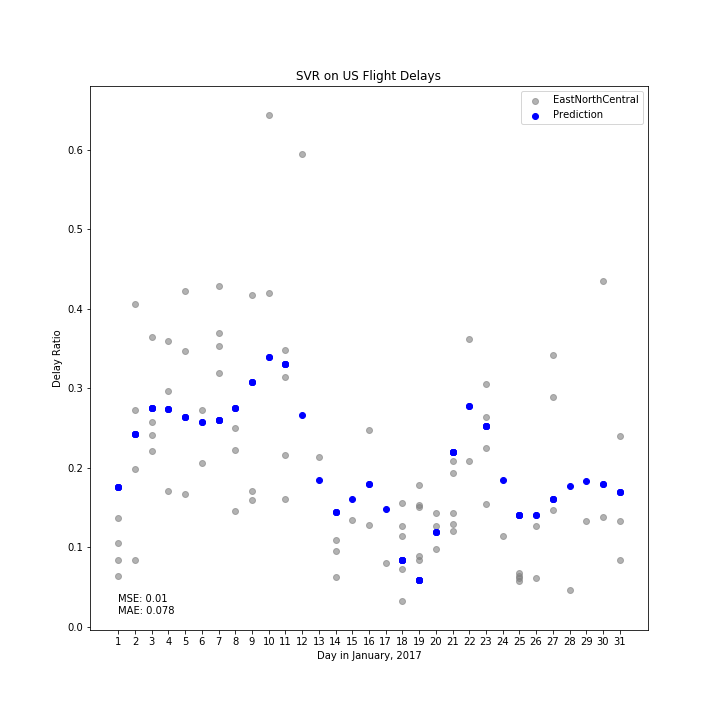 SVR on US Flight Delays
EastNorthCentral
Prediction
Delay Ratio
0.6
0.5
0.4
0.3
0.2
0.1
0.0
MSE: 0.01
MAE: 0.078
1 2 3 4 5 6 7 8 9 10 11 12 13 14 15 16 17 18 19 20 21 22 23 24 25 26 27 28 29 30 31
Day in January, 2017